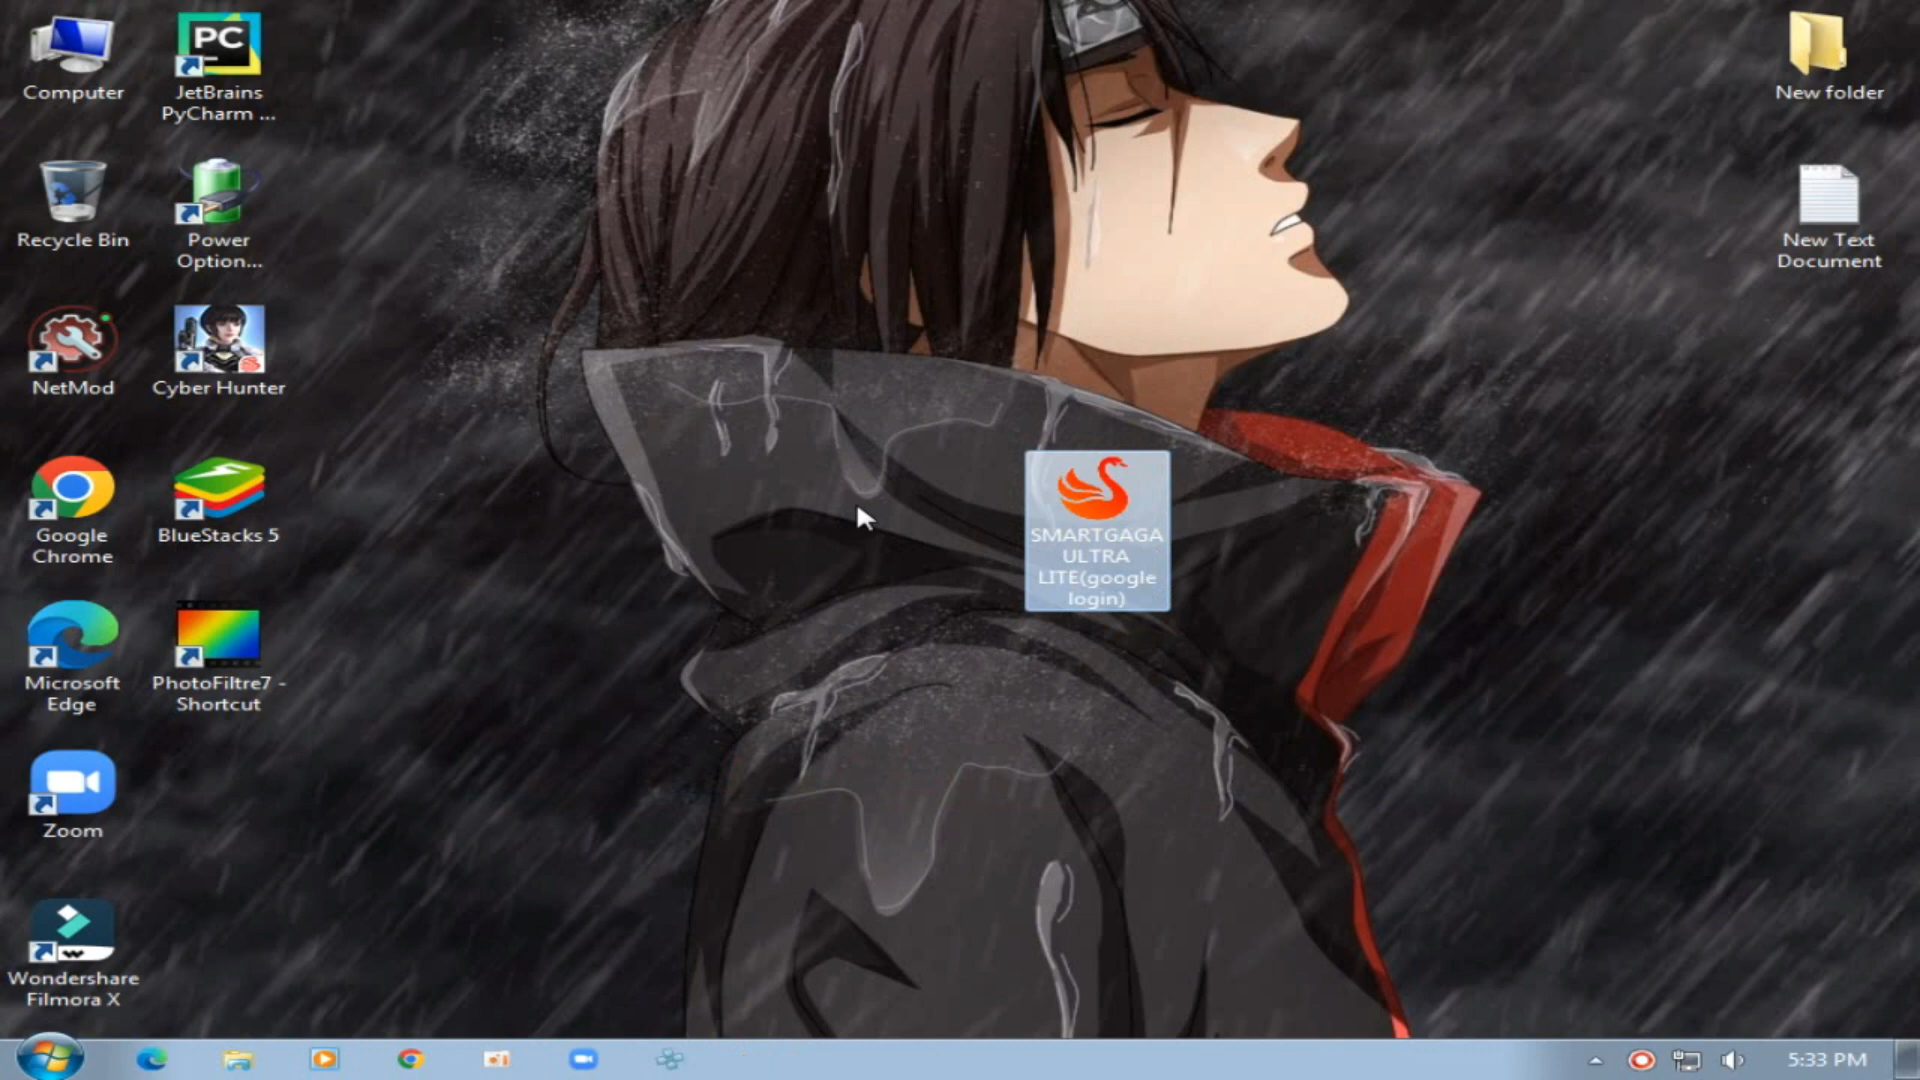 Computer
PC
JetBrains
PyCharm ...
Recycle Bin
Power
Option...
NetMod
Cyber Hunter
Google
Chrome
BlueStacks 5
Microsoft
Edge
PhotoFiltre7 -
Shortcut
Zoom
Wondershare
Filmora X
SMARTGAGA
ULTRA
LITE(google
login)
New folder
New Text
Document
5:33 PM